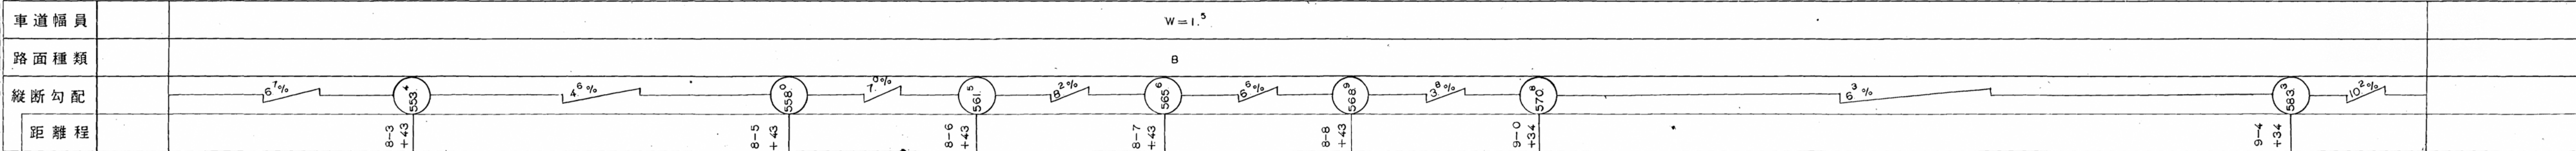 車道幅員 W=1.5
路面種類 B
縦断勾配 6.7% 553.4 4.6% 558.0 7.0% 561.5 8.2% 565.6 6.6% 568.9 3.8% 570.8 6.3% 583.3 10.2%
距離程 8-3 +43 8-5 +43 8-6 +43 8-7 +43 8-8 +43 9-0 +34 9-4 +34